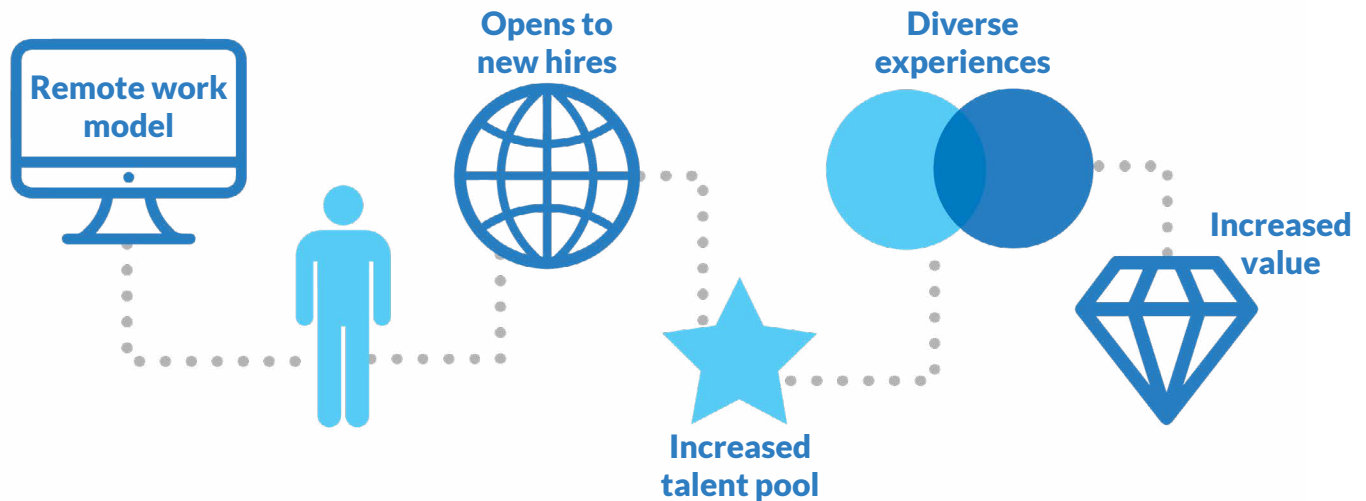 Remote work
model
Opens to
new hires
Increased
talent pool
Diverse
experiences
Increased
value